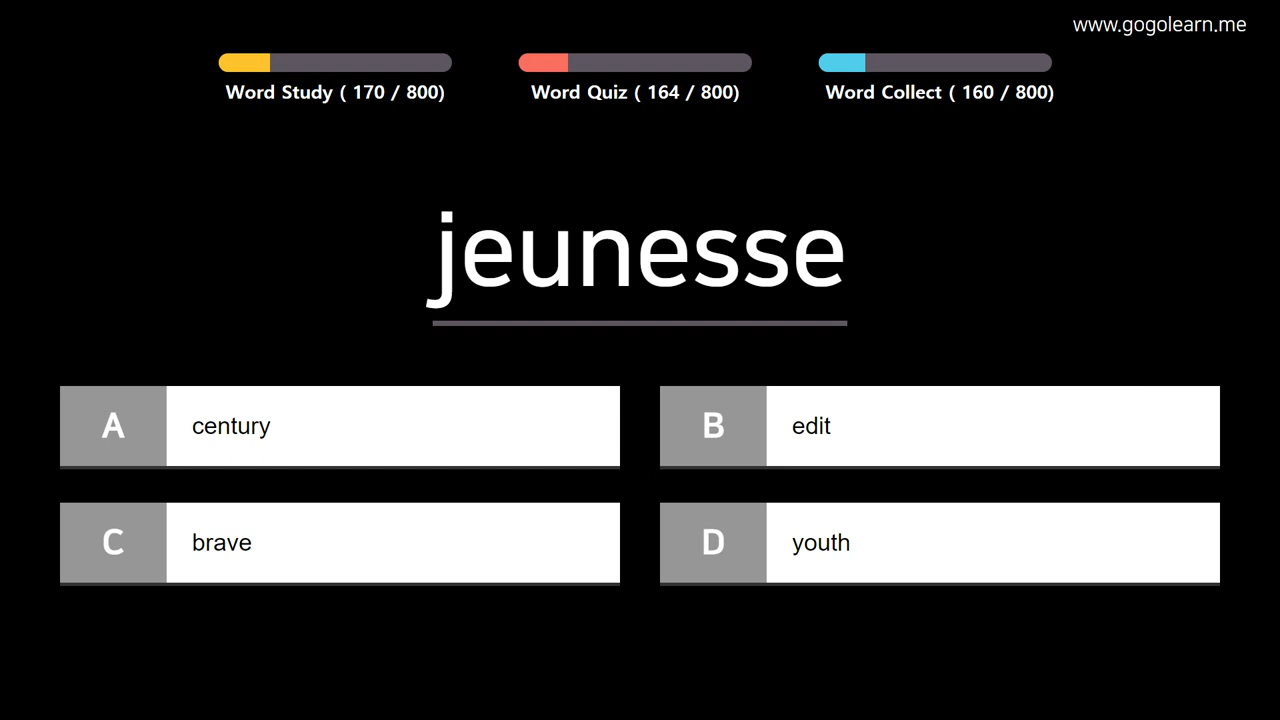 www.gogolearn.me
Word Study ( 170 / 800)
Word Quiz ( 164 / 800)
Word Collect ( 160 / 800)
jeunesse
A century
B edit
C brave
D youth